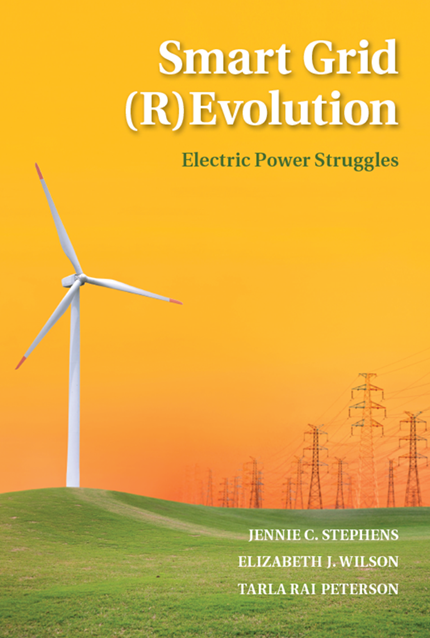 Smart Grid
(R)Evolution
Electric Power Struggles
JENNIE C. STEPHENS
ELIZABETH J. WILSON
TARLA RAI PETERSON